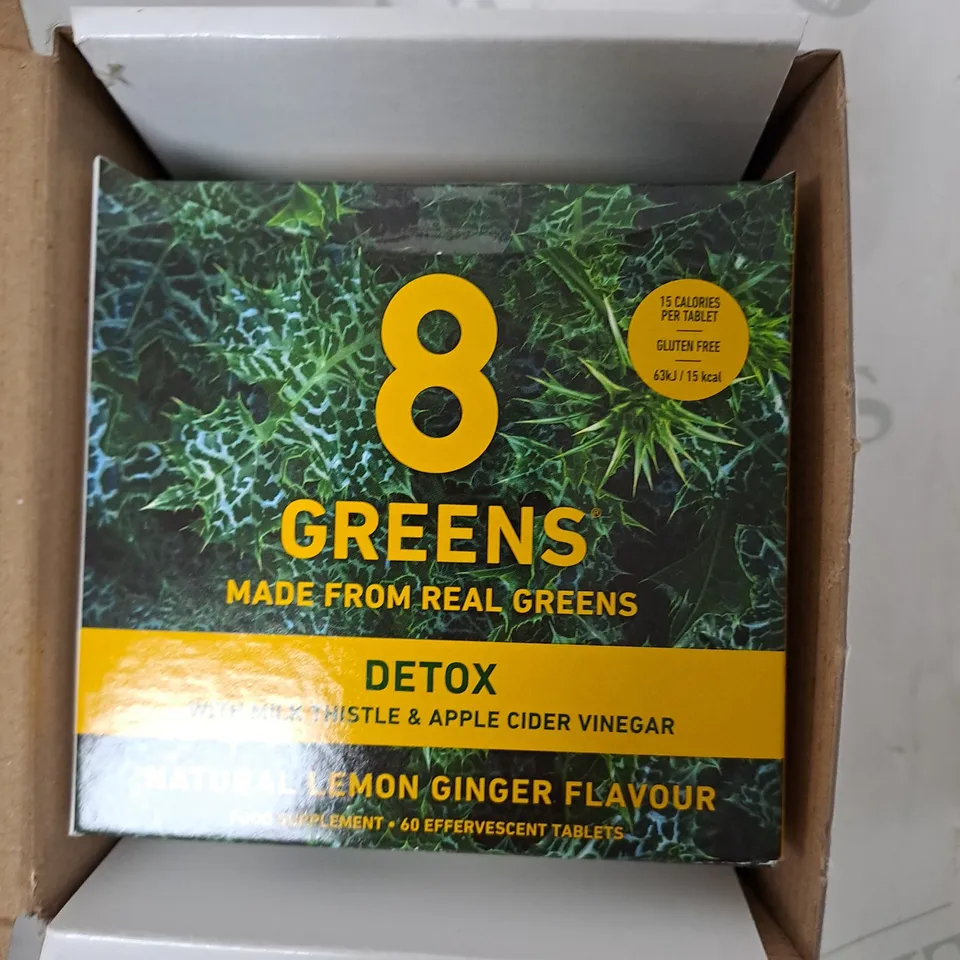 8
GREENS®
MADE FROM REAL GREENS
15 CALORIES
PER TABLET
GLUTEN FREE
63kJ / 15 kcal
DETOX
WITH MILK THISTLE & APPLE CIDER VINEGAR
NATURAL LEMON GINGER FLAVOUR
FOOD SUPPLEMENT • 60 EFFERVESCENT TABLETS